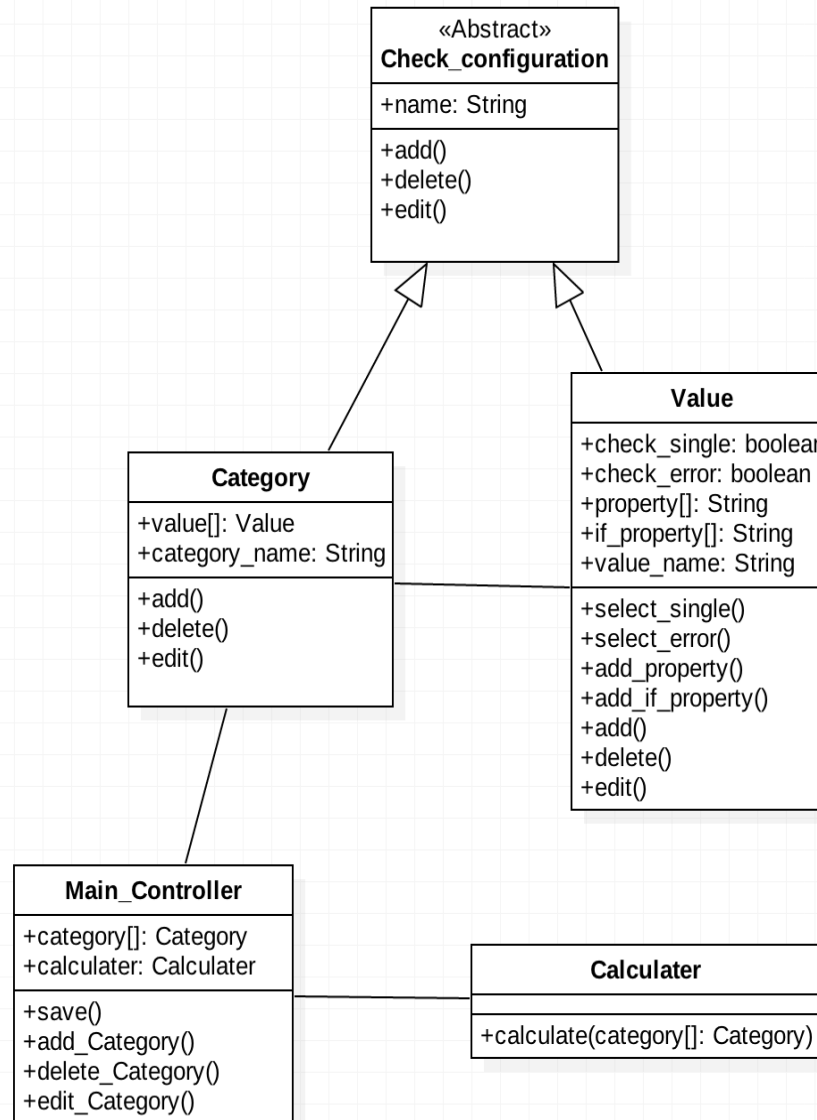 «Abstract»
Check_configuration
+name: String
+add()
+delete()
+edit()
Value
+check_single: boolean
+check_error: boolean
+property[]: String
+if_property[]: String
+value_name: String
+select_single()
+select_error()
+add_property()
+add_if_property()
+add()
+delete()
+edit()
Category
+value[]: Value
+category_name: String
+add()
+delete()
+edit()
Main_Controller
+category[]: Category
+calculater: Calculater
+save()
+add_Category()
+delete_Category()
+edit_Category()
Calculater
+calculate(category[]: Category)